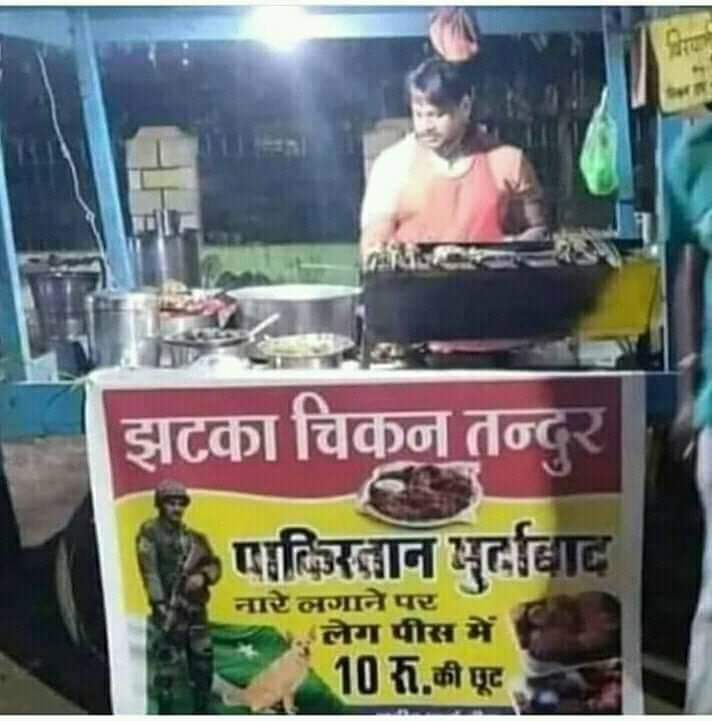 झटका चिकन तन्दुर
पाकिस्तान मुर्दाबाद
नारे लगाने पर
लेग पीस में
10 रू. की छूट